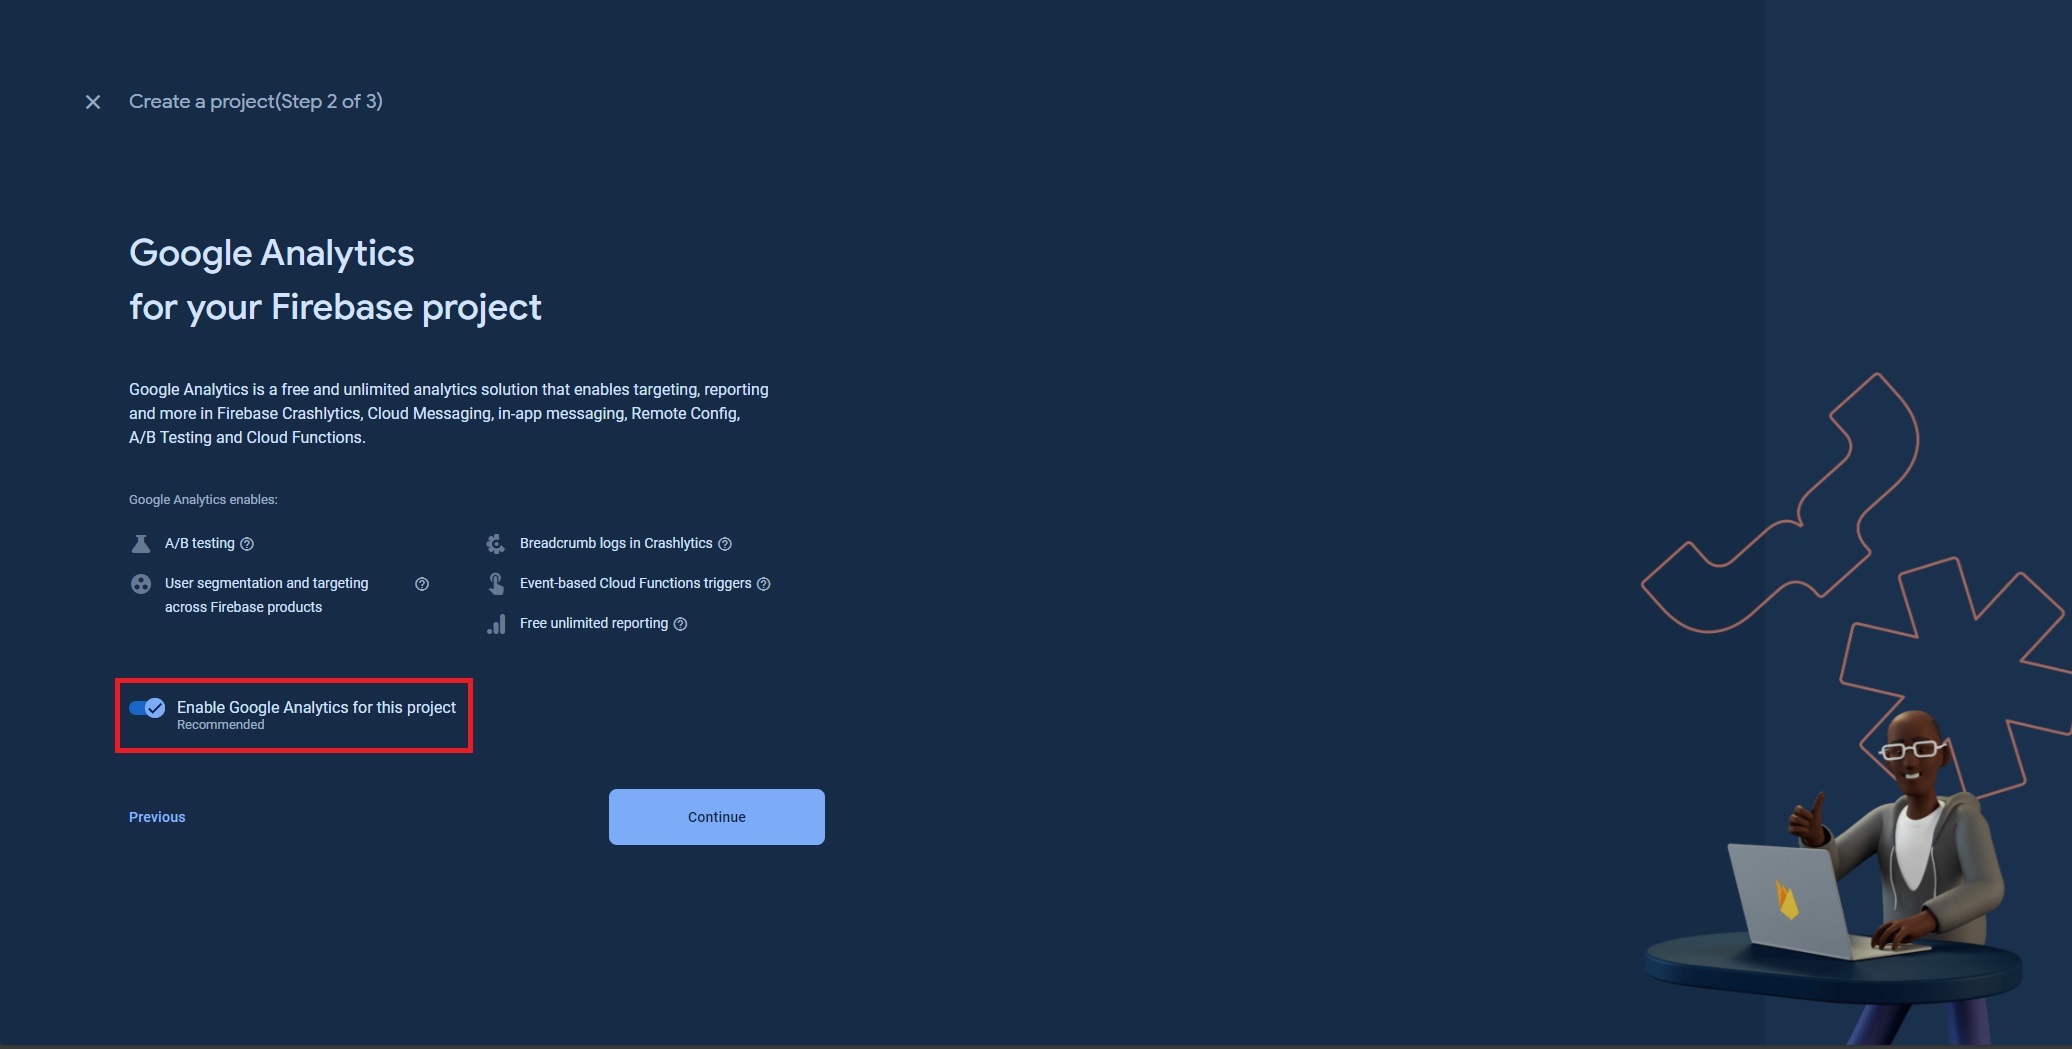 Create a project(Step 2 of 3)
Google Analytics
for your Firebase project
Google Analytics is a free and unlimited analytics solution that enables targeting, reporting
and more in Firebase Crashlytics, Cloud Messaging, in-app messaging, Remote Config,
A/B Testing and Cloud Functions.
Google Analytics enables:
A/B testing
User segmentation and targeting
across Firebase products
Breadcrumb logs in Crashlytics
Event-based Cloud Functions triggers
Free unlimited reporting
Enable Google Analytics for this project
Recommended
Previous
Continue